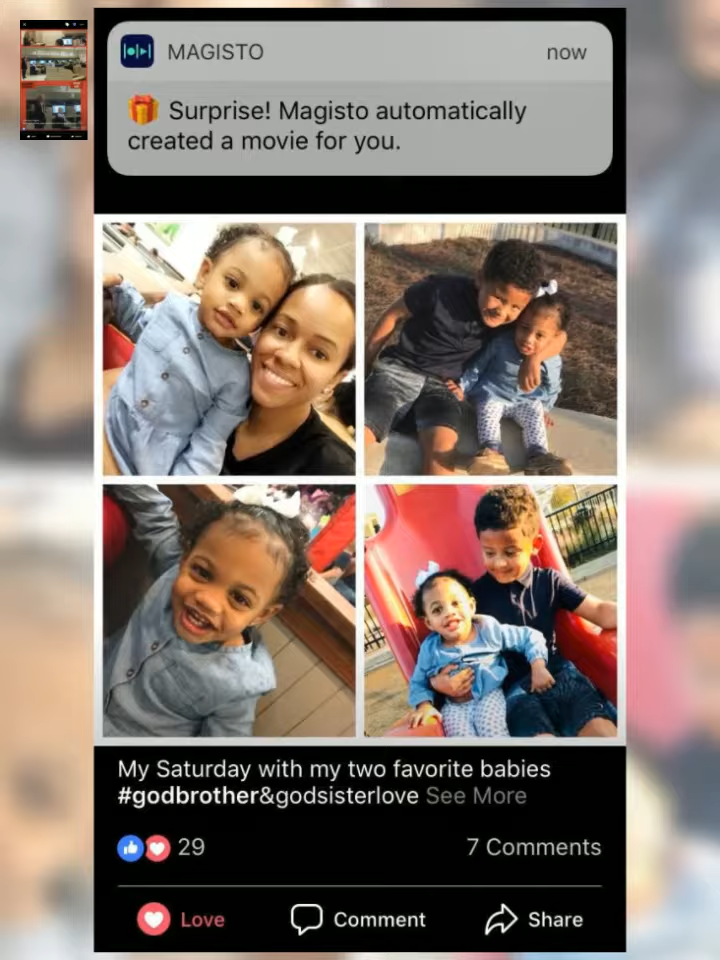 MAGISTO
now
🎁 Surprise! Magisto automatically
created a movie for you.
My Saturday with my two favorite babies
#godbrother&godsisterlove See More
29
7 Comments
Love
Comment
Share